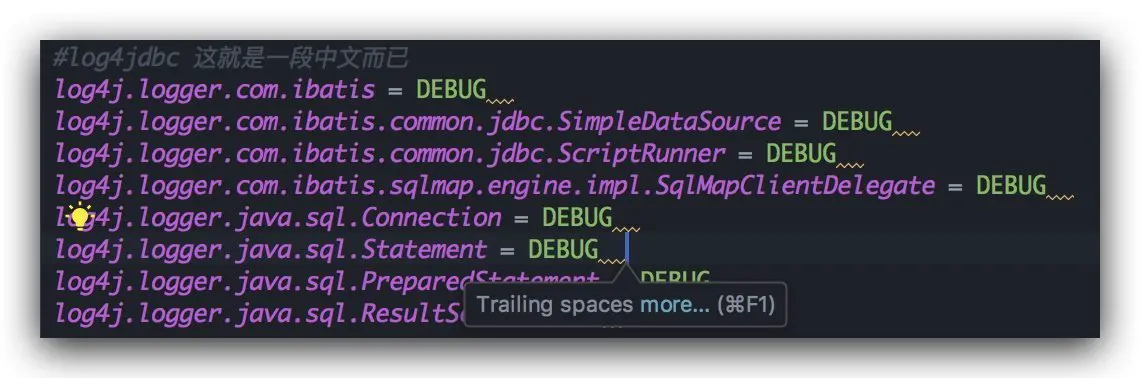 #log4jdbc 这就是一段中文而已
log4j.logger.com.ibatis = DEBUG
log4j.logger.com.ibatis.common.jdbc.SimpleDataSource = DEBUG
log4j.logger.com.ibatis.common.jdbc.ScriptRunner = DEBUG
log4j.logger.com.ibatis.sqlmap.engine.impl.SqlMapClientDelegate = DEBUG
log4j.logger.java.sql.Connection = DEBUG
log4j.logger.java.sql.Statement = DEBUG
log4j.logger.java.sql.PreparedStatement DEBUG
log4j.logger.java.sql.ResultS
Trailing spaces more... (⌘F1)